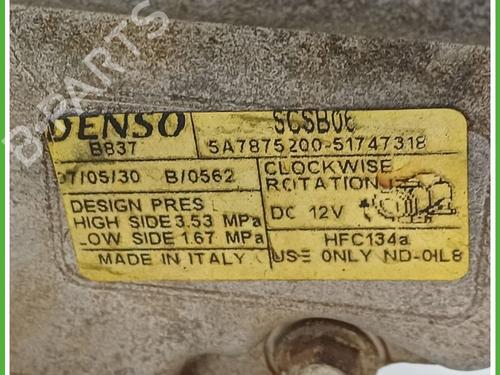 DENSO SCSB06
B837 5A7875200-51747318
07/05/30 B/0562
CLOCKWISE
ROTATION
DESIGN PRES
HIGH SIDE 3.53 MPa
LOW SIDE 1.67 MPa
DC 12V
HFC134a
MADE IN ITALY
USE ONLY ND-OIL8
B-PARTS